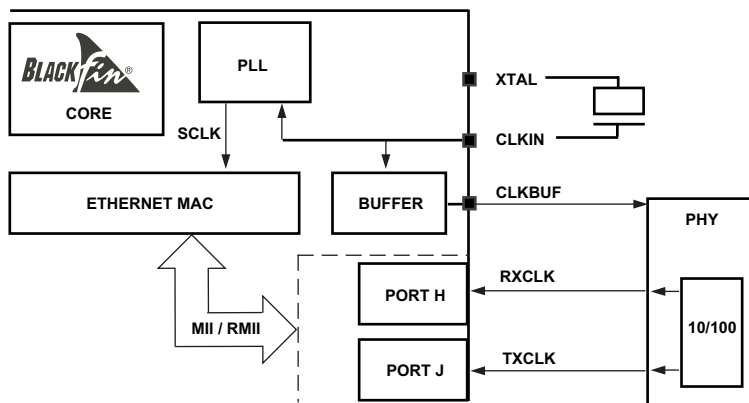 BLACKfin®
CORE
PLL
XTAL
SCLK
CLKIN
ETHERNET MAC
BUFFER
CLKBUF
PHY
PORT H
RXCLK
MII / RMII
10/100
PORT J
TXCLK